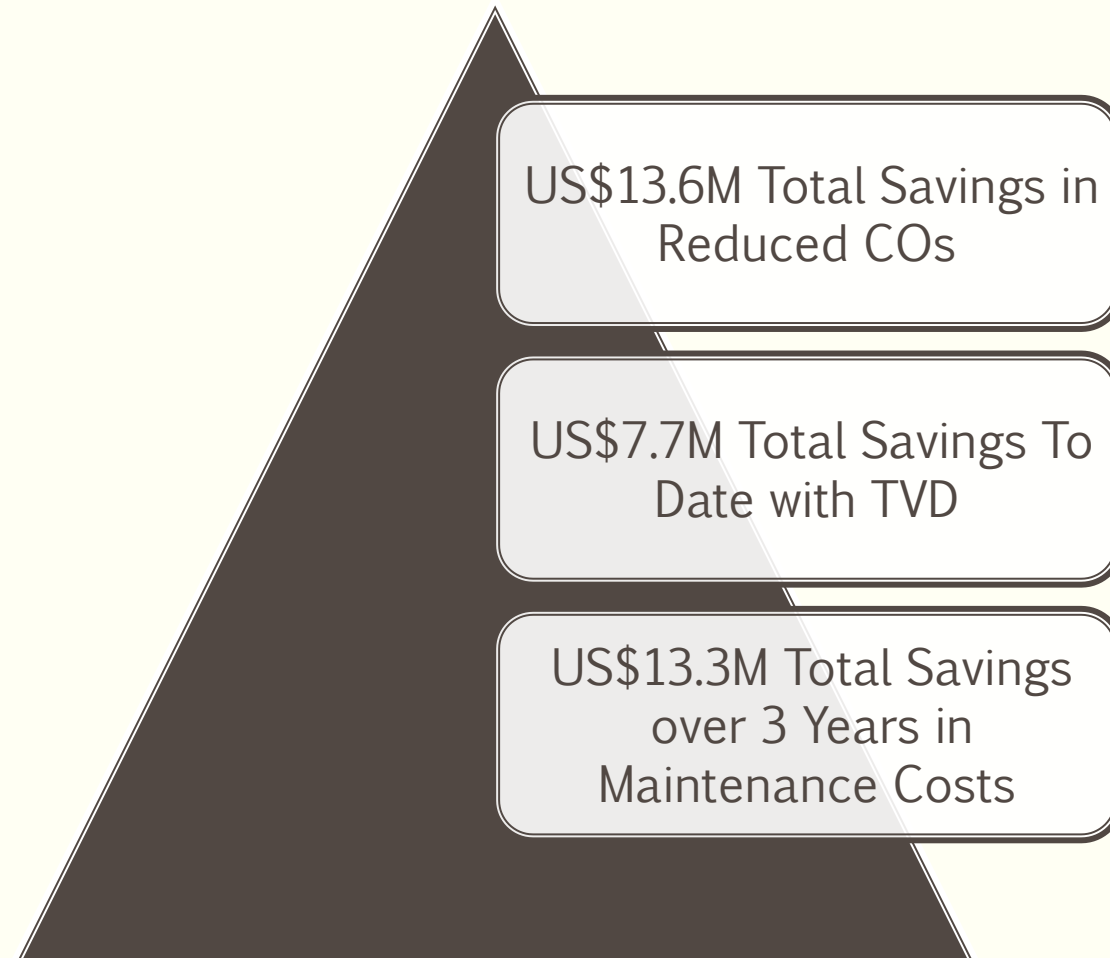 US$13.6M Total Savings in
Reduced COs
US$7.7M Total Savings To
Date with TVD
US$13.3M Total Savings
over 3 Years in
Maintenance Costs